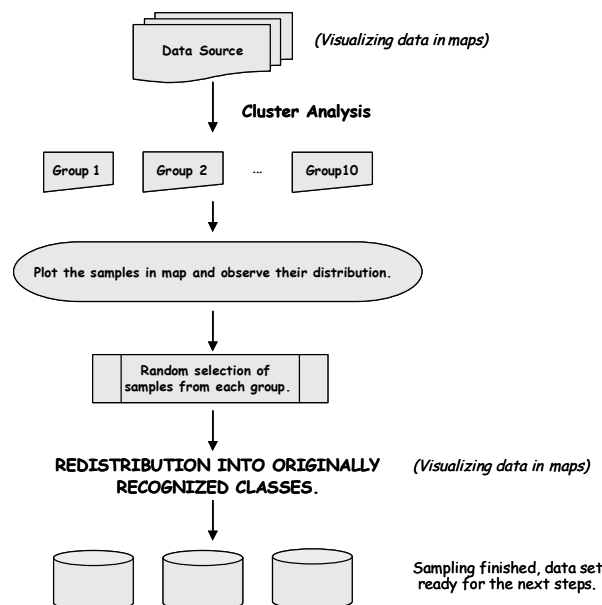 Data Source
(Visualizing data in maps)
Cluster Analysis
Group 1
Group 2
...
Group10
Plot the samples in map and observe their distribution.
Random selection of
samples from each group.
REDISTRIBUTION INTO ORIGINALLY
RECOGNIZED CLASSES.
(Visualizing data in maps)
Sampling finished, data set
ready for the next steps.